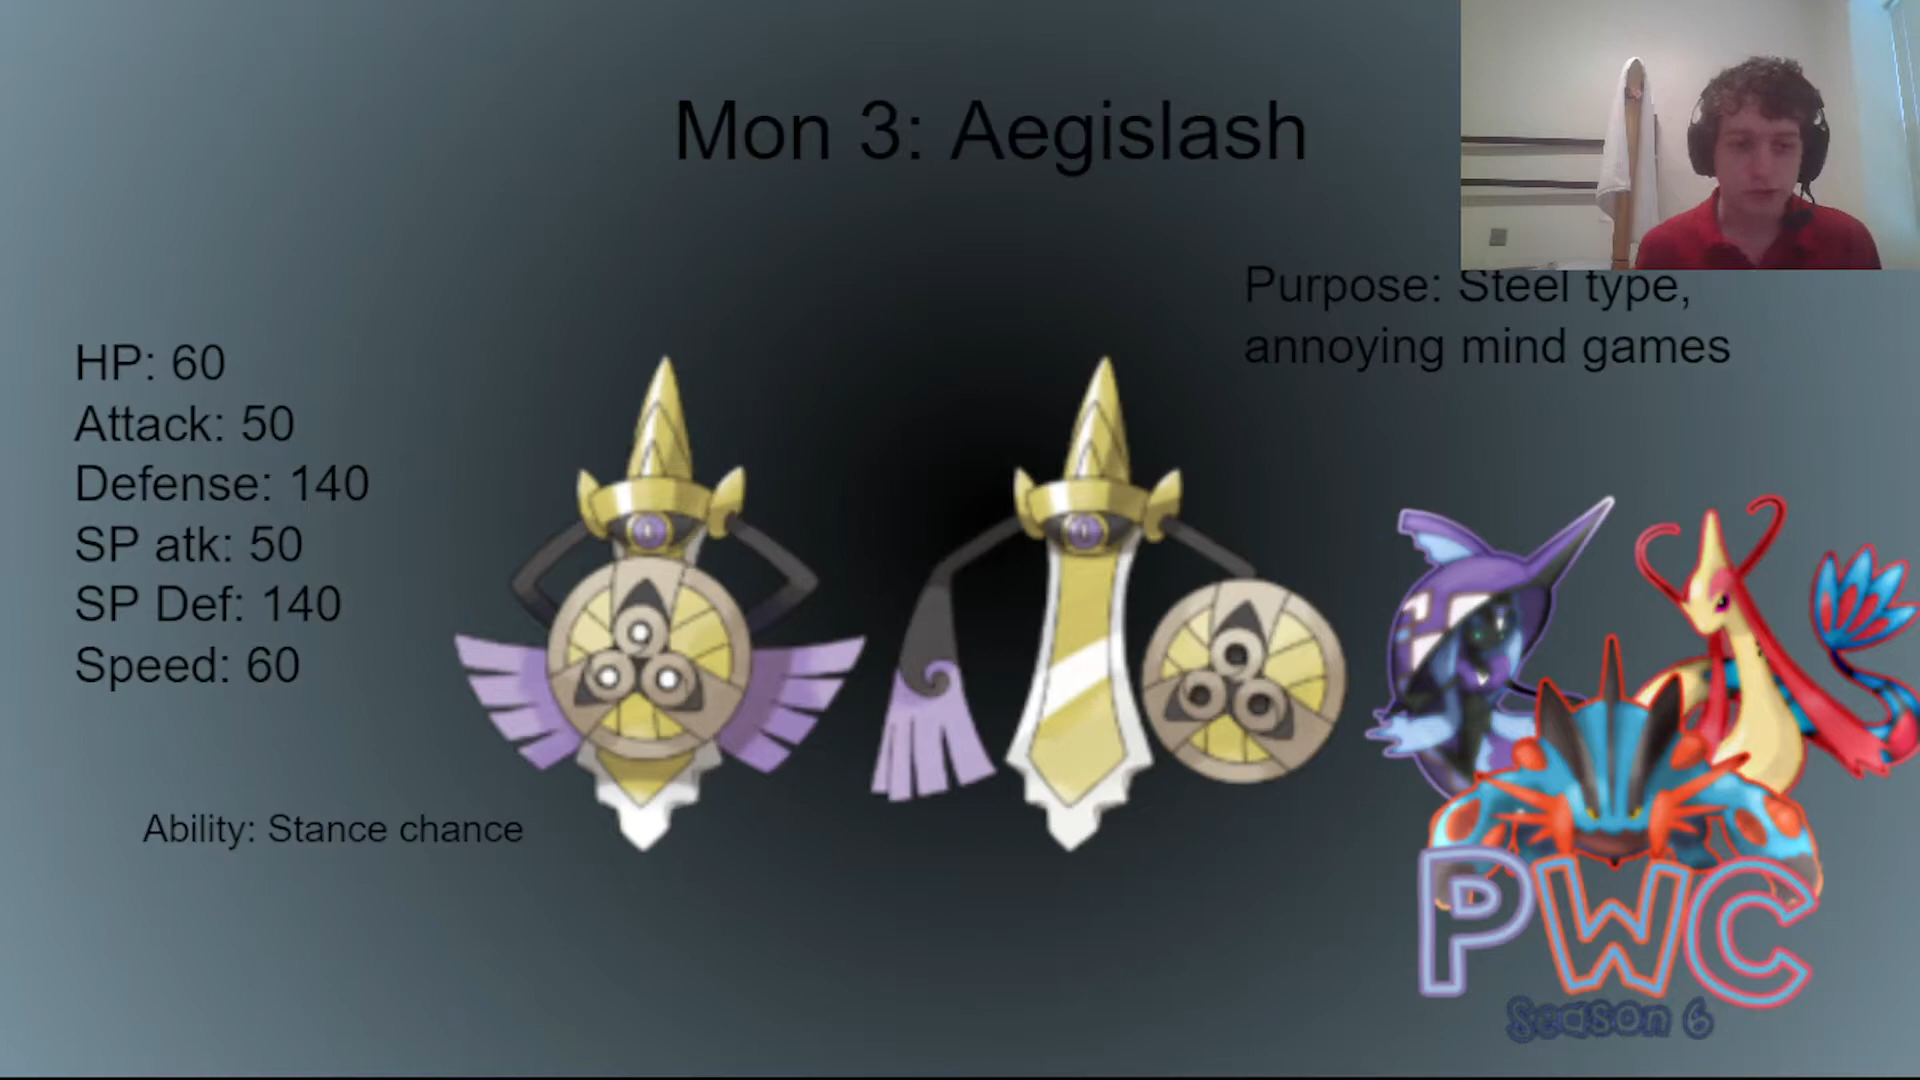 Mon 3: Aegislash
Purpose: Steel type,
annoying mind games
HP: 60
Attack: 50
Defense: 140
SP atk: 50
SP Def: 140
Speed: 60
Ability: Stance chance
PWC
Season 6